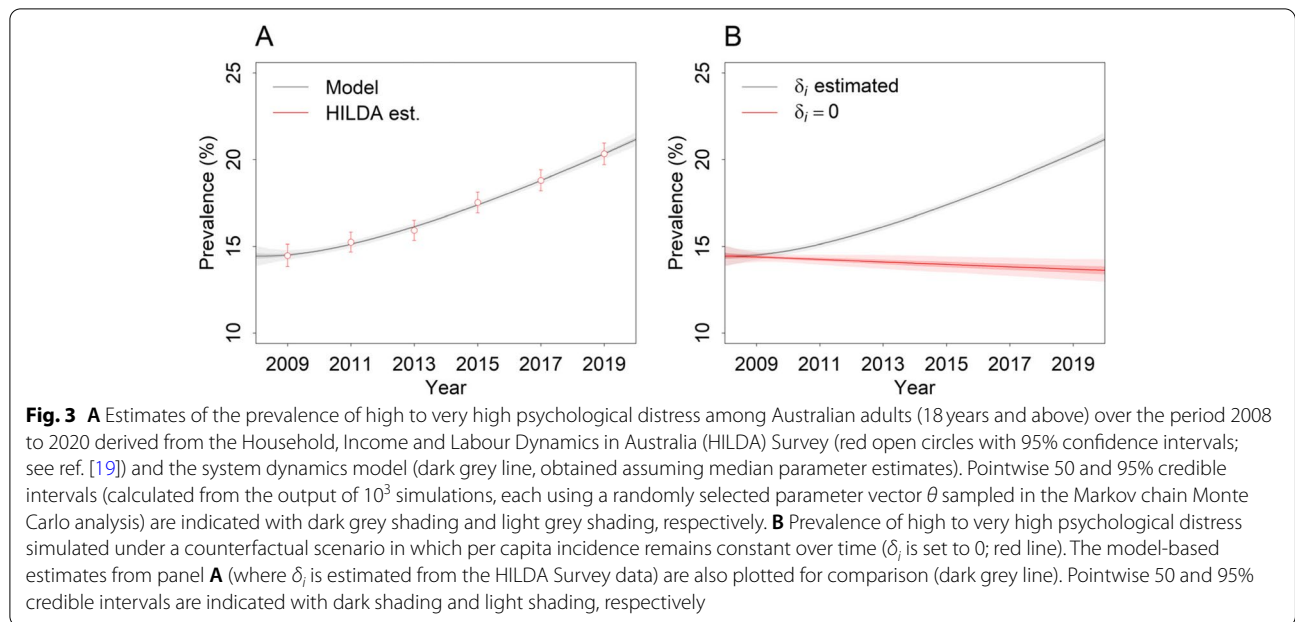 A
B
25
20
15
10
Prevalence (%)
Model
HILDA est.
2009 2011 2013 2015 2017 2019
Year
25
20
15
10
Prevalence (%)
δi estimated
δi = 0
2009 2011 2013 2015 2017 2019
Year
Fig. 3 A Estimates of the prevalence of high to very high psychological distress among Australian adults (18 years and above) over the period 2008
to 2020 derived from the Household, Income and Labour Dynamics in Australia (HILDA) Survey (red open circles with 95% confidence intervals;
see ref. [19]) and the system dynamics model (dark grey line, obtained assuming median parameter estimates). Pointwise 50 and 95% credible
intervals (calculated from the output of 10³ simulations, each using a randomly selected parameter vector θ sampled in the Markov chain Monte
Carlo analysis) are indicated with dark grey shading and light grey shading, respectively. B Prevalence of high to very high psychological distress
simulated under a counterfactual scenario in which per capita incidence remains constant over time (δi is set to 0; red line). The model-based
estimates from panel A (where δi is estimated from the HILDA Survey data) are also plotted for comparison (dark grey line). Pointwise 50 and 95%
credible intervals are indicated with dark shading and light shading, respectively